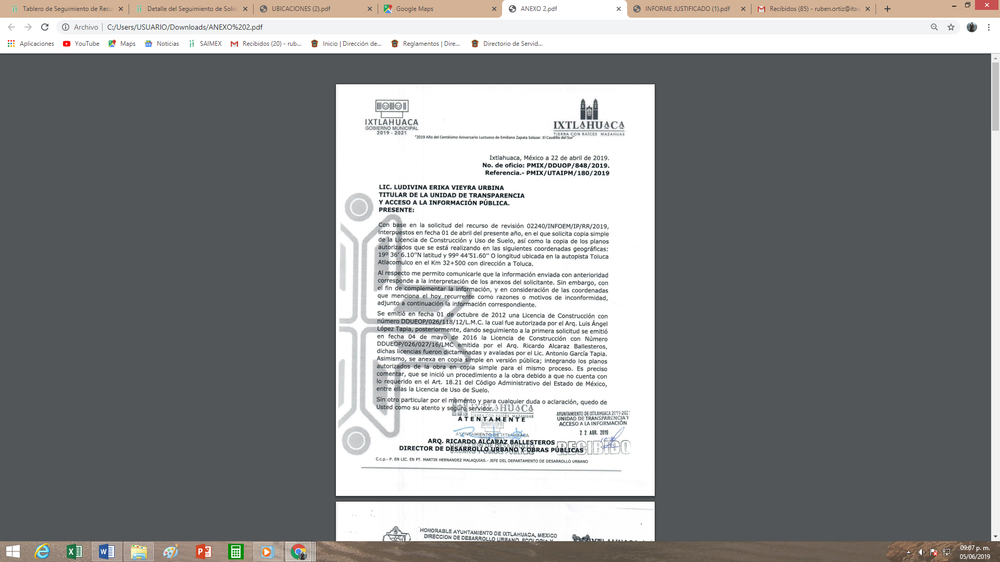 Tablero de Seguimiento de Recu
Detalle del Seguimiento de Solic
UBICACIONES (2).pdf
Google Maps
ANEXO 2.pdf
INFORME JUSTIFICADO (1).pdf
Recibidos (85) - ruben.ortiz@itai
Archivo
C:/Users/USUARIO/Downloads/ANEXO%202.pdf
Aplicaciones
YouTube
Maps
Noticias
SAIMEX
Recibidos (20) - rub...
Inicio | Dirección de...
Reglamentos | Dire...
Directorio de Servid...
IXTLAHUACA
GOBIERNO MUNICIPAL
2019 - 2021
IXTLAHUACA
TIERRA CON RAÍCES MAZAHUAS
"2019 Año del Centésimo Aniversario Luctuoso de Emiliano Zapata Salazar. El Caudillo del Sur"
Ixtlahuaca, México a 22 de abril de 2019.
No. de oficio: PMIX/DDUOP/848/2019.
Referencia.- PMIX/UTAIPM/180/2019
LIC. LUDIVINA ERIKA VIEYRA URBINA
TITULAR DE LA UNIDAD DE TRANSPARENCIA
Y ACCESO A LA INFORMACIÓN PÚBLICA.
PRESENTE:
Con base en la solicitud del recurso de revisión 02240/INFOEM/IP/RR/2019,
interpuestos en fecha 01 de abril del presente año, en el que solicita copia simple
de la Licencia de Construcción y Uso de Suelo, así como la copia de los planos
autorizados que se está realizando en las siguientes coordenadas geográficas:
19º 36' 6.10''N latitud y 99º 44'51.60'' O longitud ubicada en la autopista Toluca
Atlacomulco en el Km 32+500 con dirección a Toluca.
Al respecto me permito comunicarle que la información enviada con anterioridad
corresponde a la interpretación de los anexos del solicitante. Sin embargo, con
el fin de complementar la información, y en consideración de las coordenadas
que menciona el hoy recurrente como razones o motivos de inconformidad,
adjunto a continuación la información correspondiente.
Se emitió en fecha 01 de octubre de 2012 una Licencia de Construcción con
número DDUEOP/026/118/12/L.M.C. la cual fue autorizada por el Arq. Luis Ángel
López Tapia, posteriormente, dando seguimiento a la primera solicitud se emitió
en fecha 04 de mayo de 2016 la Licencia de Construcción con Número
DDUEOP/026/027/16/LMC emitida por el Arq. Ricardo Alcaraz Ballesteros,
dichas licencias fueron dictaminadas y avaladas por el Lic. Antonio García Tapia.
Asimismo, se anexa en copia simple en versión pública; integrando los planos
autorizados de la obra en copia simple para el mismo proceso. Es preciso
comentar, que se inició un procedimiento a la obra debido a que no cuenta con
lo requerido en el Art. 18.21 del Código Administrativo del Estado de México,
entre ellas la Licencia de Uso de Suelo.
Sin otro particular por el momento y para cualquier duda o aclaración, quedo de
Usted como su atento y seguro servidor.
IXTLAHUACA
TIERRA CON RAÍCES MAZAHUAS
ATENTAMENTE
AYUNTAMIENTO DE IXTLAHUACA
2019 - 2021
DIRECCIÓN DE DESARROLLO
URBANO Y OBRAS PÚBLICAS
AYUNTAMIENTO DE IXTLAHUACA 2019-2021
UNIDAD DE TRANSPARENCIA Y
ACCESO A LA INFORMACIÓN
22 ABR. 2019
RECIBIDO
ARQ. RICARDO ALCARAZ BALLESTEROS
DIRECTOR DE DESARROLLO URBANO Y OBRAS PÚBLICAS
C.c.p.- P. EN LIC. EN PT. MARTIN HERNANDEZ MALAQUIAS.- JEFE DEL DEPARTAMENTO DE DESARROLLO URBANO
HONORABLE AYUNTAMIENTO DE IXTLAHUACA, MEXICO
DIRECCION DE DESARROLLO URBANO, ECOLOGIA Y
09:07 p. m.
05/06/2019